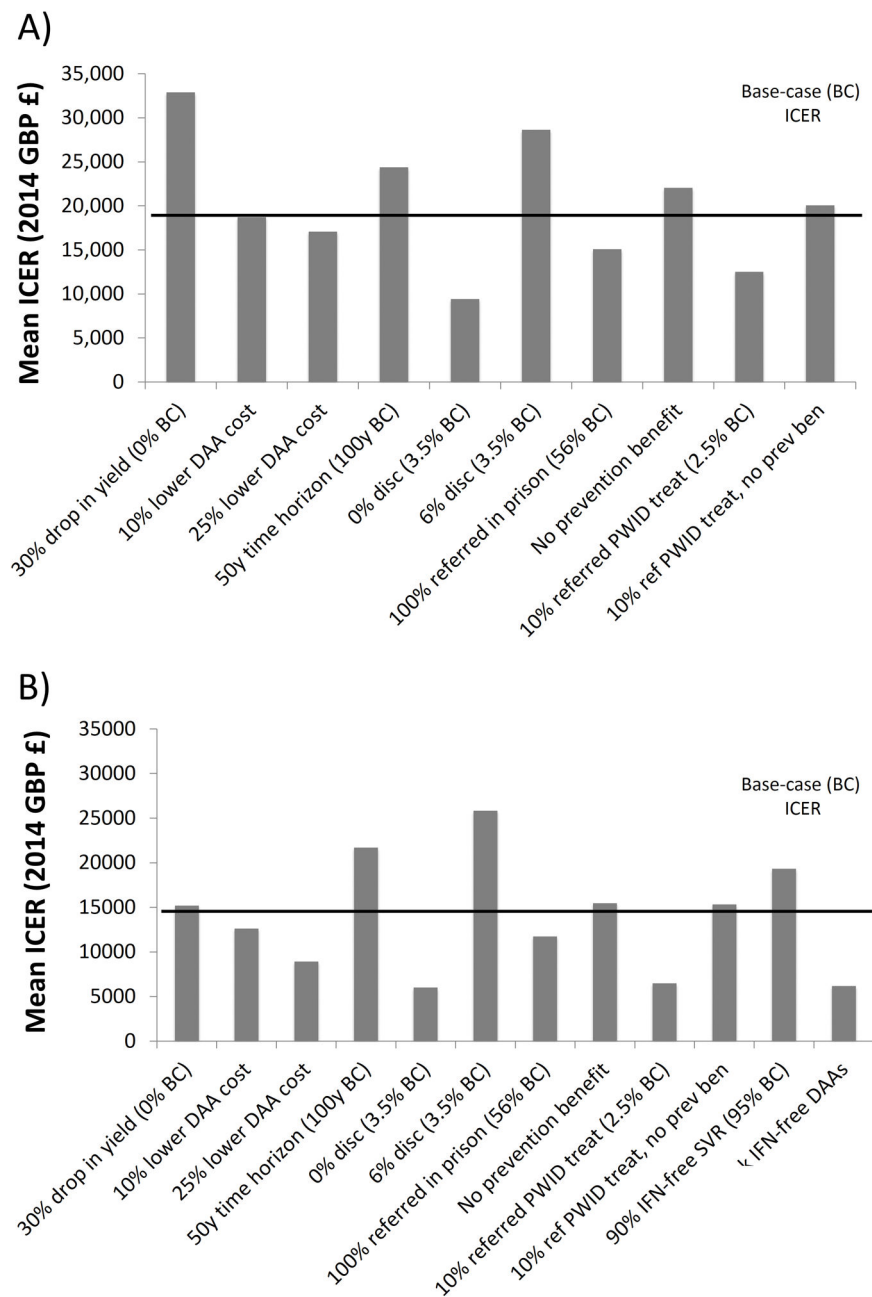 A)
Mean ICER (2014 GBP £)
35,000
30,000
25,000
20,000
15,000
10,000
5,000
0
Base-case (BC)
ICER
30% drop in yield (0% BC)
10% lower DAA cost
25% lower DAA cost
50y time horizon (100y BC)
0% disc (3.5% BC)
6% disc (3.5% BC)
100% referred in prison (56% BC)
No prevention benefit
10% referred PWID treat (2.5% BC)
10% ref PWID treat, no prev ben
B)
Mean ICER (2014 GBP £)
35000
30000
25000
20000
15000
10000
5000
0
Base-case (BC)
ICER
30% drop in yield (0% BC)
10% lower DAA cost
25% lower DAA cost
50y time horizon (100y BC)
0% disc (3.5% BC)
6% disc (3.5% BC)
100% referred in prison (56% BC)
No prevention benefit
10% referred PWID treat (2.5% BC)
10% ref PWID treat, no prev ben
90% IFN-free SVR (95% BC)
IFN-free DAAs